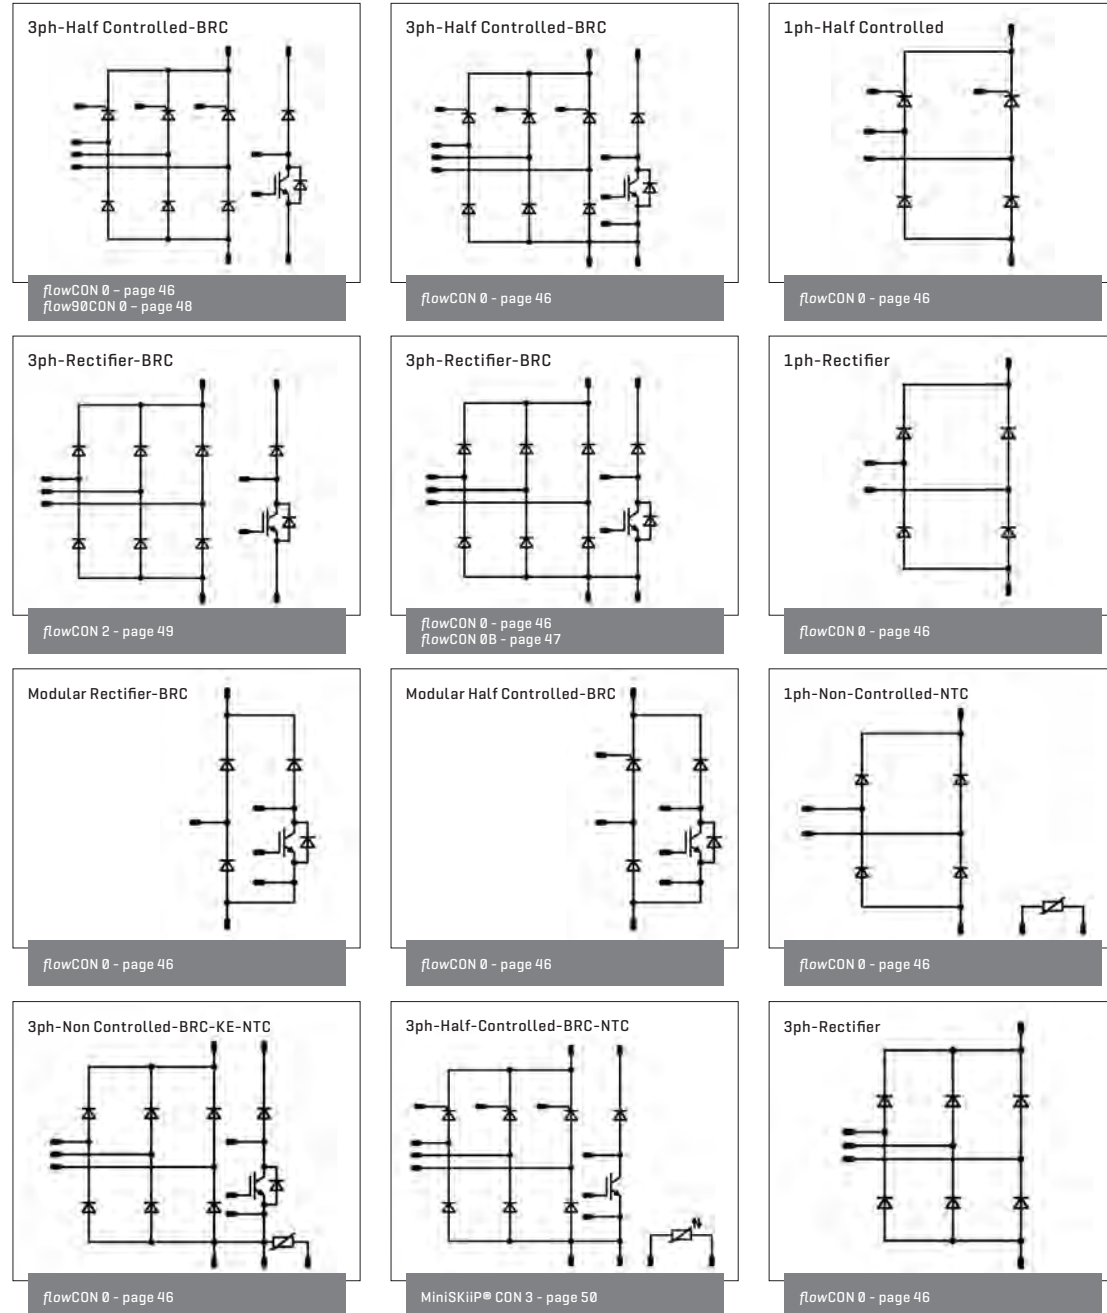 3ph-Half Controlled-BRC
flowCON 0 – page 46
flow90CON 0 – page 48
3ph-Half Controlled-BRC
flowCON 0 - page 46
1ph-Half Controlled
flowCON 0 - page 46
3ph-Rectifier-BRC
flowCON 2 - page 49
3ph-Rectifier-BRC
flowCON 0 - page 46
flowCON 0B - page 47
1ph-Rectifier
flowCON 0 - page 46
Modular Rectifier-BRC
flowCON 0 - page 46
Modular Half Controlled-BRC
flowCON 0 - page 46
1ph-Non-Controlled-NTC
flowCON 0 - page 46
3ph-Non Controlled-BRC-KE-NTC
flowCON 0 - page 46
3ph-Half-Controlled-BRC-NTC
MiniSKiiP® CON 3 - page 50
3ph-Rectifier
flowCON 0 - page 46